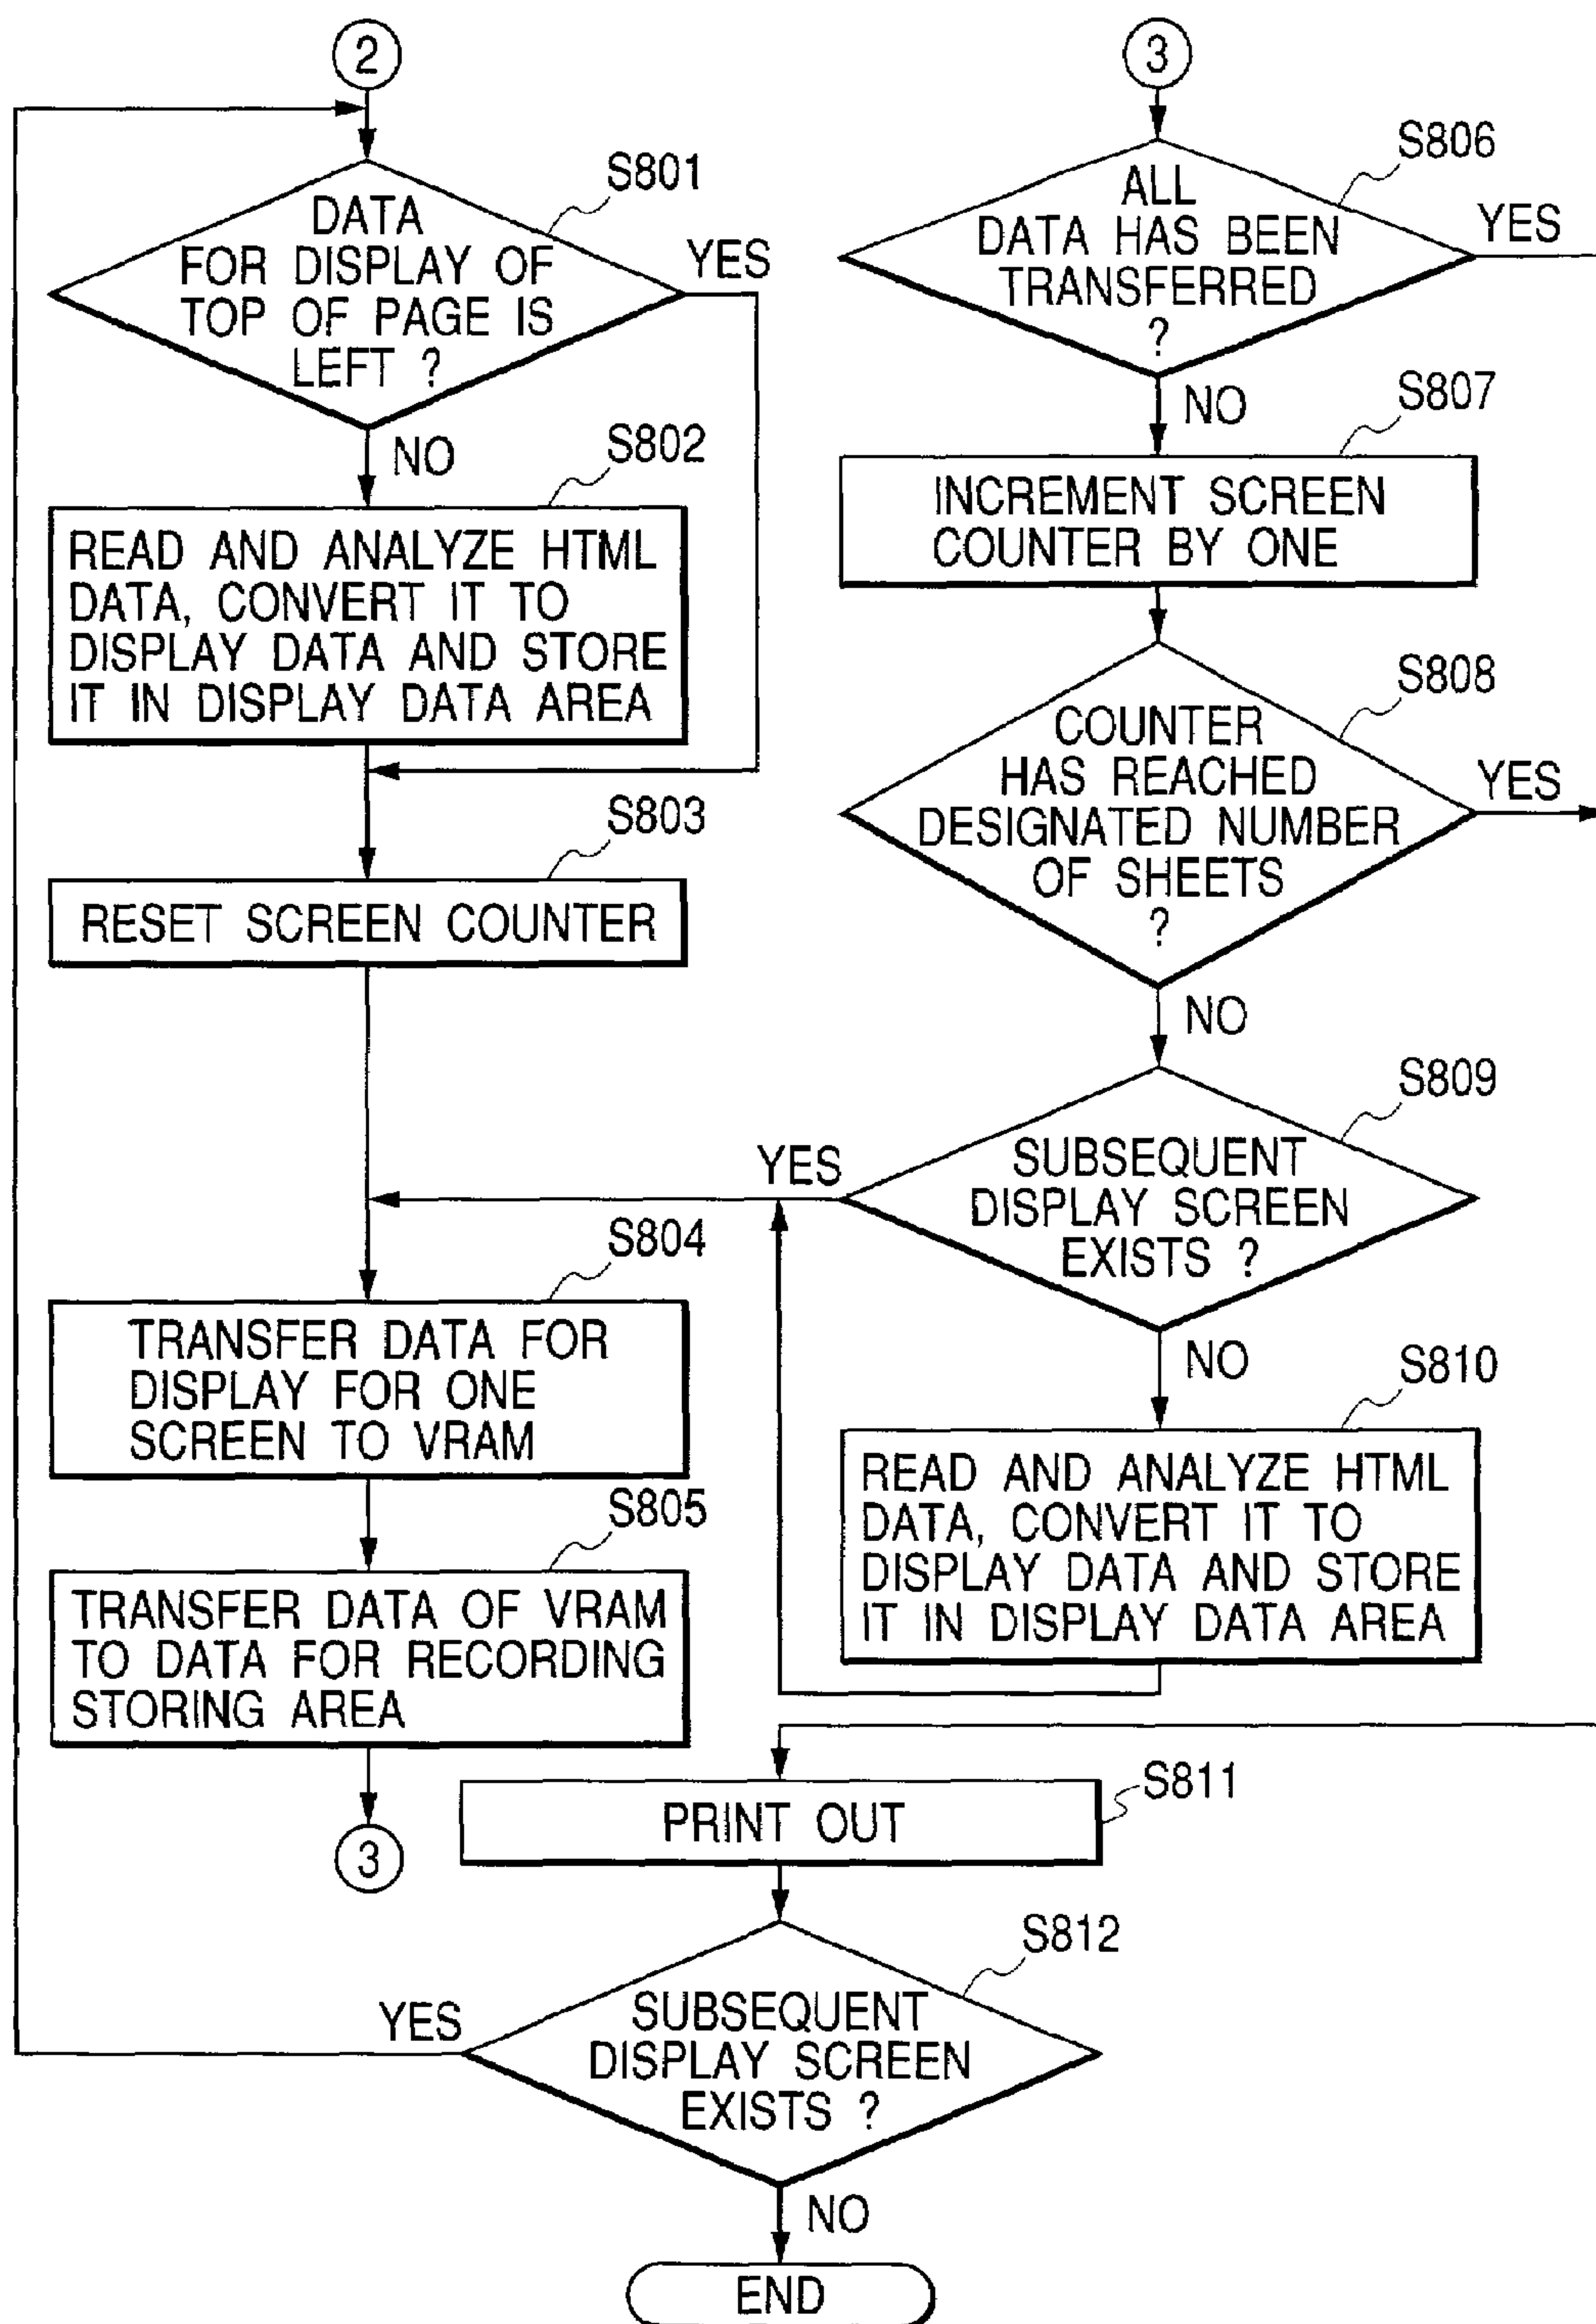 2
S801
DATA
FOR DISPLAY OF
TOP OF PAGE IS
LEFT ?
YES
NO
S802
READ AND ANALYZE HTML
DATA, CONVERT IT TO
DISPLAY DATA AND STORE
IT IN DISPLAY DATA AREA
S803
RESET SCREEN COUNTER
S804
TRANSFER DATA FOR
DISPLAY FOR ONE
SCREEN TO VRAM
S805
TRANSFER DATA OF VRAM
TO DATA FOR RECORDING
STORING AREA
3
3
S806
ALL
DATA HAS BEEN
TRANSFERRED
?
YES
NO
S807
INCREMENT SCREEN
COUNTER BY ONE
S808
COUNTER
HAS REACHED
DESIGNATED NUMBER
OF SHEETS
?
YES
NO
S809
SUBSEQUENT
DISPLAY SCREEN
EXISTS ?
YES
NO
S810
READ AND ANALYZE HTML
DATA, CONVERT IT TO
DISPLAY DATA AND STORE
IT IN DISPLAY DATA AREA
S811
PRINT OUT
S812
SUBSEQUENT
DISPLAY SCREEN
EXISTS ?
YES
NO
END